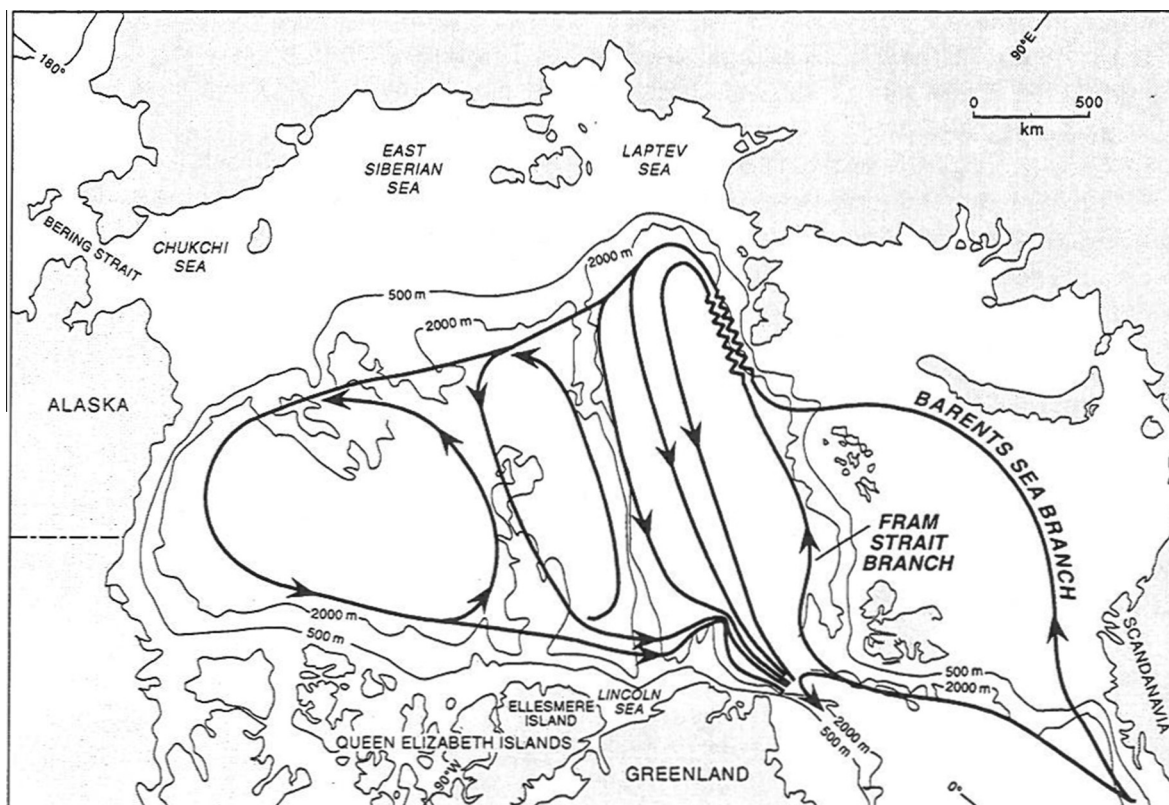 180°
90°E
0 500
km
EAST
SIBERIAN
SEA
LAPTEV
SEA
BERING STRAIT
CHUKCHI
SEA
2000 m
500 m
2000 m
ALASKA
BARENTS SEA BRANCH
FRAM
STRAIT
BRANCH
2000 m
500 m
SCANDANAVIA
500 m
2000 m
LINCOLN
SEA
ELLESMERE
ISLAND
QUEEN ELIZABETH ISLANDS
2000 m
500 m
90°W
GREENLAND
0°